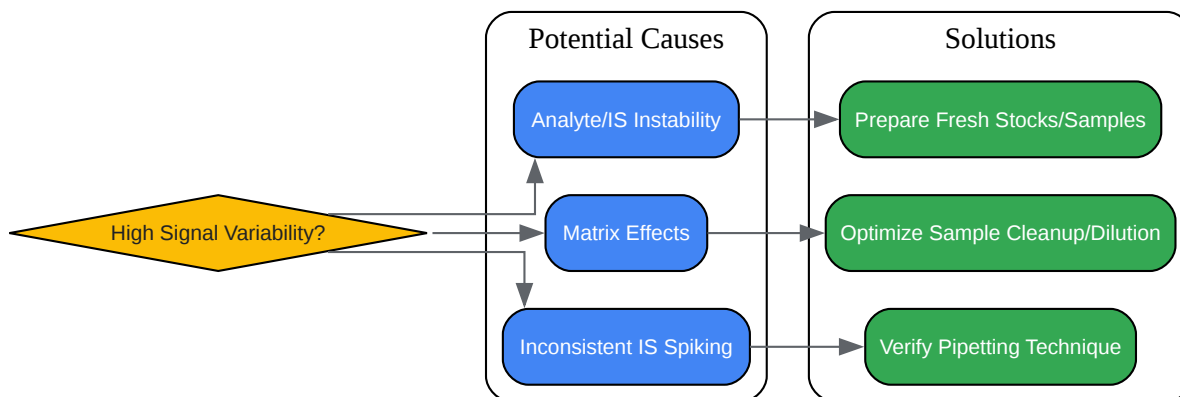 Potential Causes
Solutions
Analyte/IS Instability
Prepare Fresh Stocks/Samples
High Signal Variability?
Matrix Effects
Optimize Sample Cleanup/Dilution
Inconsistent IS Spiking
Verify Pipetting Technique